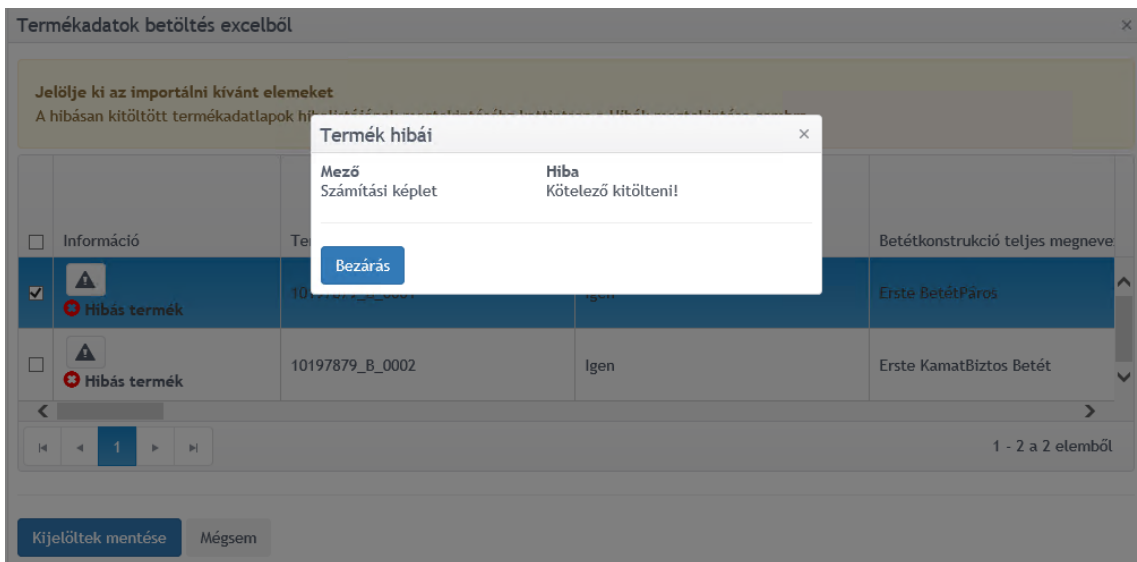 Termékadatok betöltés excelből
Jelölje ki az importálni kívánt elemeket
A hibásan kitöltött termékadatlapok
Termék hibái
Mező Hiba
Számítási képlet Kötelező kitölteni!
Bezárás
Információ Betétkonstrukció teljes megneve
Hibás termék
Erste BetétPáros
10197879_B_0002 Igen Erste KamatBiztos Betét
Hibás termék
1 1 - 2 a 2 elemből
Kijelöltek mentése Mégsem